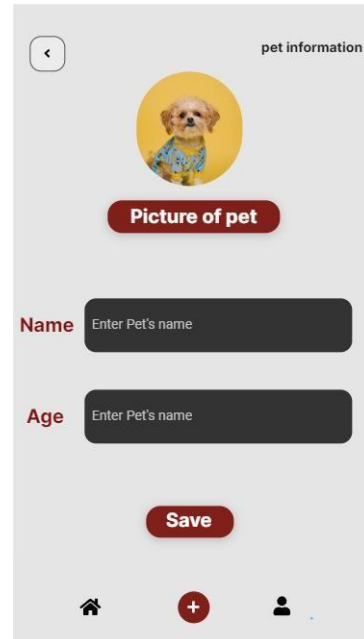 pet information
Picture of pet
Name
Enter Pet's name
Age
Enter Pet's name
Save